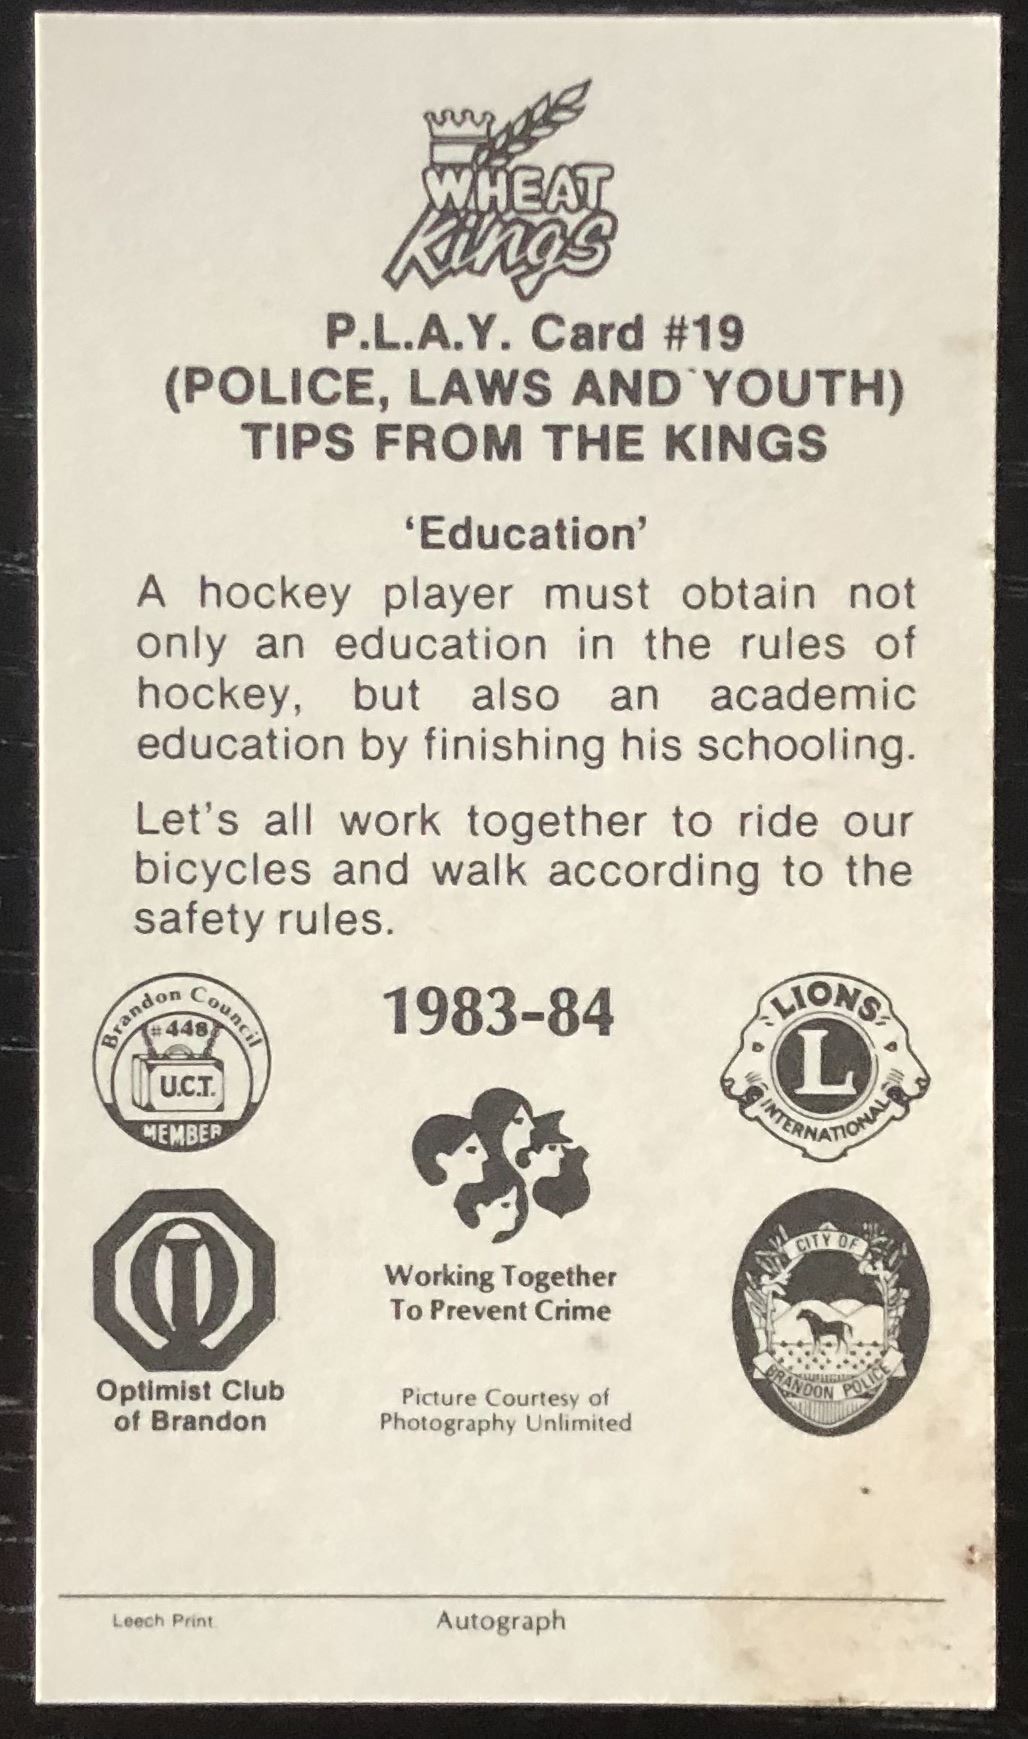 WHEAT
Kings
P.L.A.Y. Card #19
(POLICE, LAWS AND YOUTH)
TIPS FROM THE KINGS
‘Education’
A hockey player must obtain not
only an education in the rules of
hockey, but also an academic
education by finishing his schooling.
Let's all work together to ride our
bicycles and walk according to the
safety rules.
Brandon Council
#448
U.C.T.
MEMBER
1983-84
LIONS
L
INTERNATIONAL
Optimist Club
of Brandon
Working Together
To Prevent Crime
Picture Courtesy of
Photography Unlimited
CITY OF
BRANDON POLICE
Leech Print
Autograph